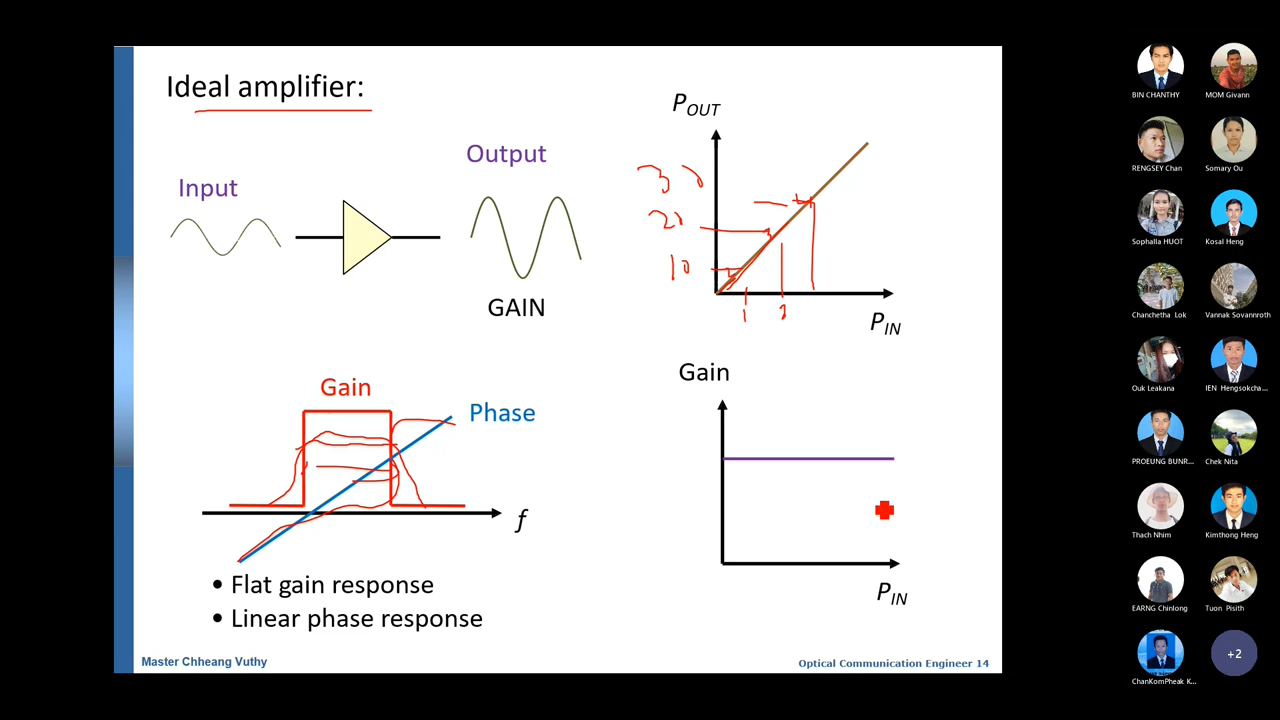 Ideal amplifier:
Input
Output
GAIN
P_OUT
30
20
10
1
2
P_IN
Gain
Phase
f
• Flat gain response
• Linear phase response
Gain
P_IN
Master Chheang Vuthy
Optical Communication Engineer 14
BIN CHANTHY
MOM Givann
RENGSEY Chan
Somary Ou
Sophalla HUOT
Kosal Heng
Chanchetha Lok
Vannak Sovannroth
Ouk Leakana
IEN Hengsokcha...
PROEUNG BUNR...
Chek Nita
Thach Nhim
Kimthong Heng
EARNG Chinlong
Tuon Pisith
ChanKomPheak K...
+2